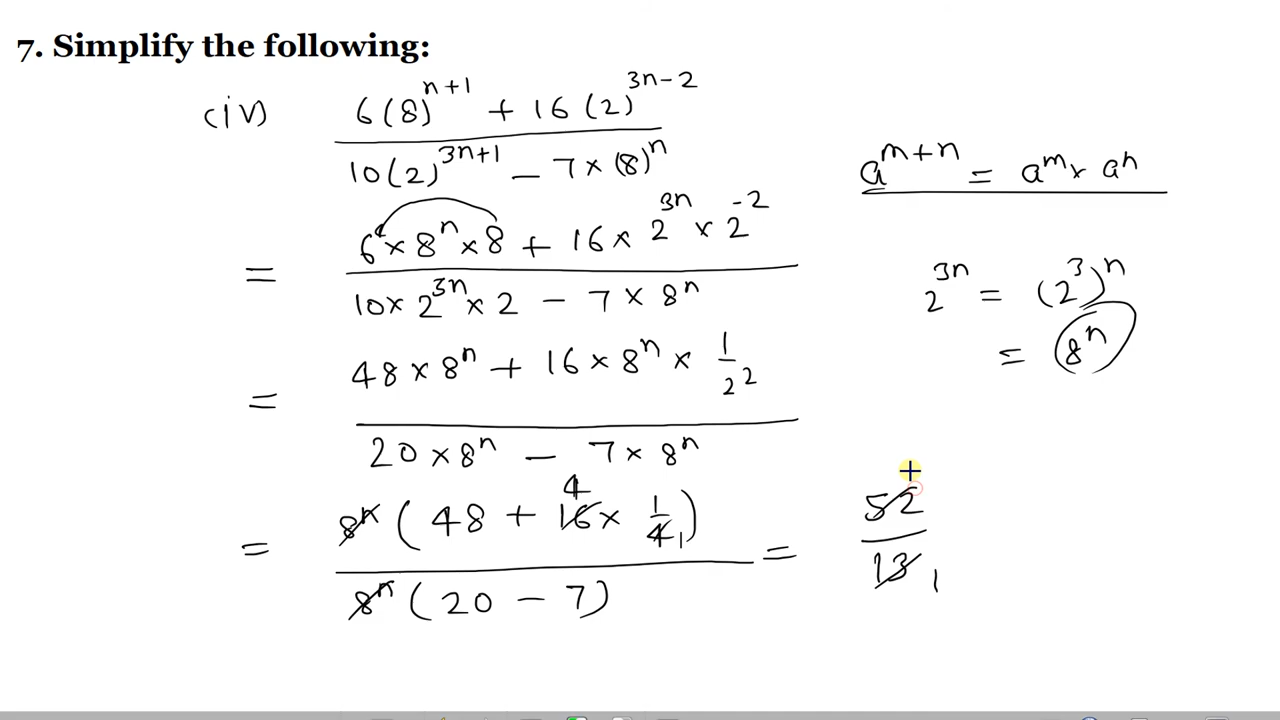 7. Simplify the following:
(iv) 6(8)^{n+1} + 16(2)^{3n-2}
10(2)^{3n+1} - 7×(8)^n
a^{m+n} = a^m × a^n
= 6×8^n×8 + 16×2^{3n}×2^{-2}
10×2^{3n}×2 - 7×8^n
2^{3n} = (2^3)^n
= 8^n
= 48×8^n + 16×8^n× 1/2^2
20×8^n - 7×8^n
= 8^n (48 + 16× 1/4) 4 1
8^n (20 - 7)
= 52
13 1